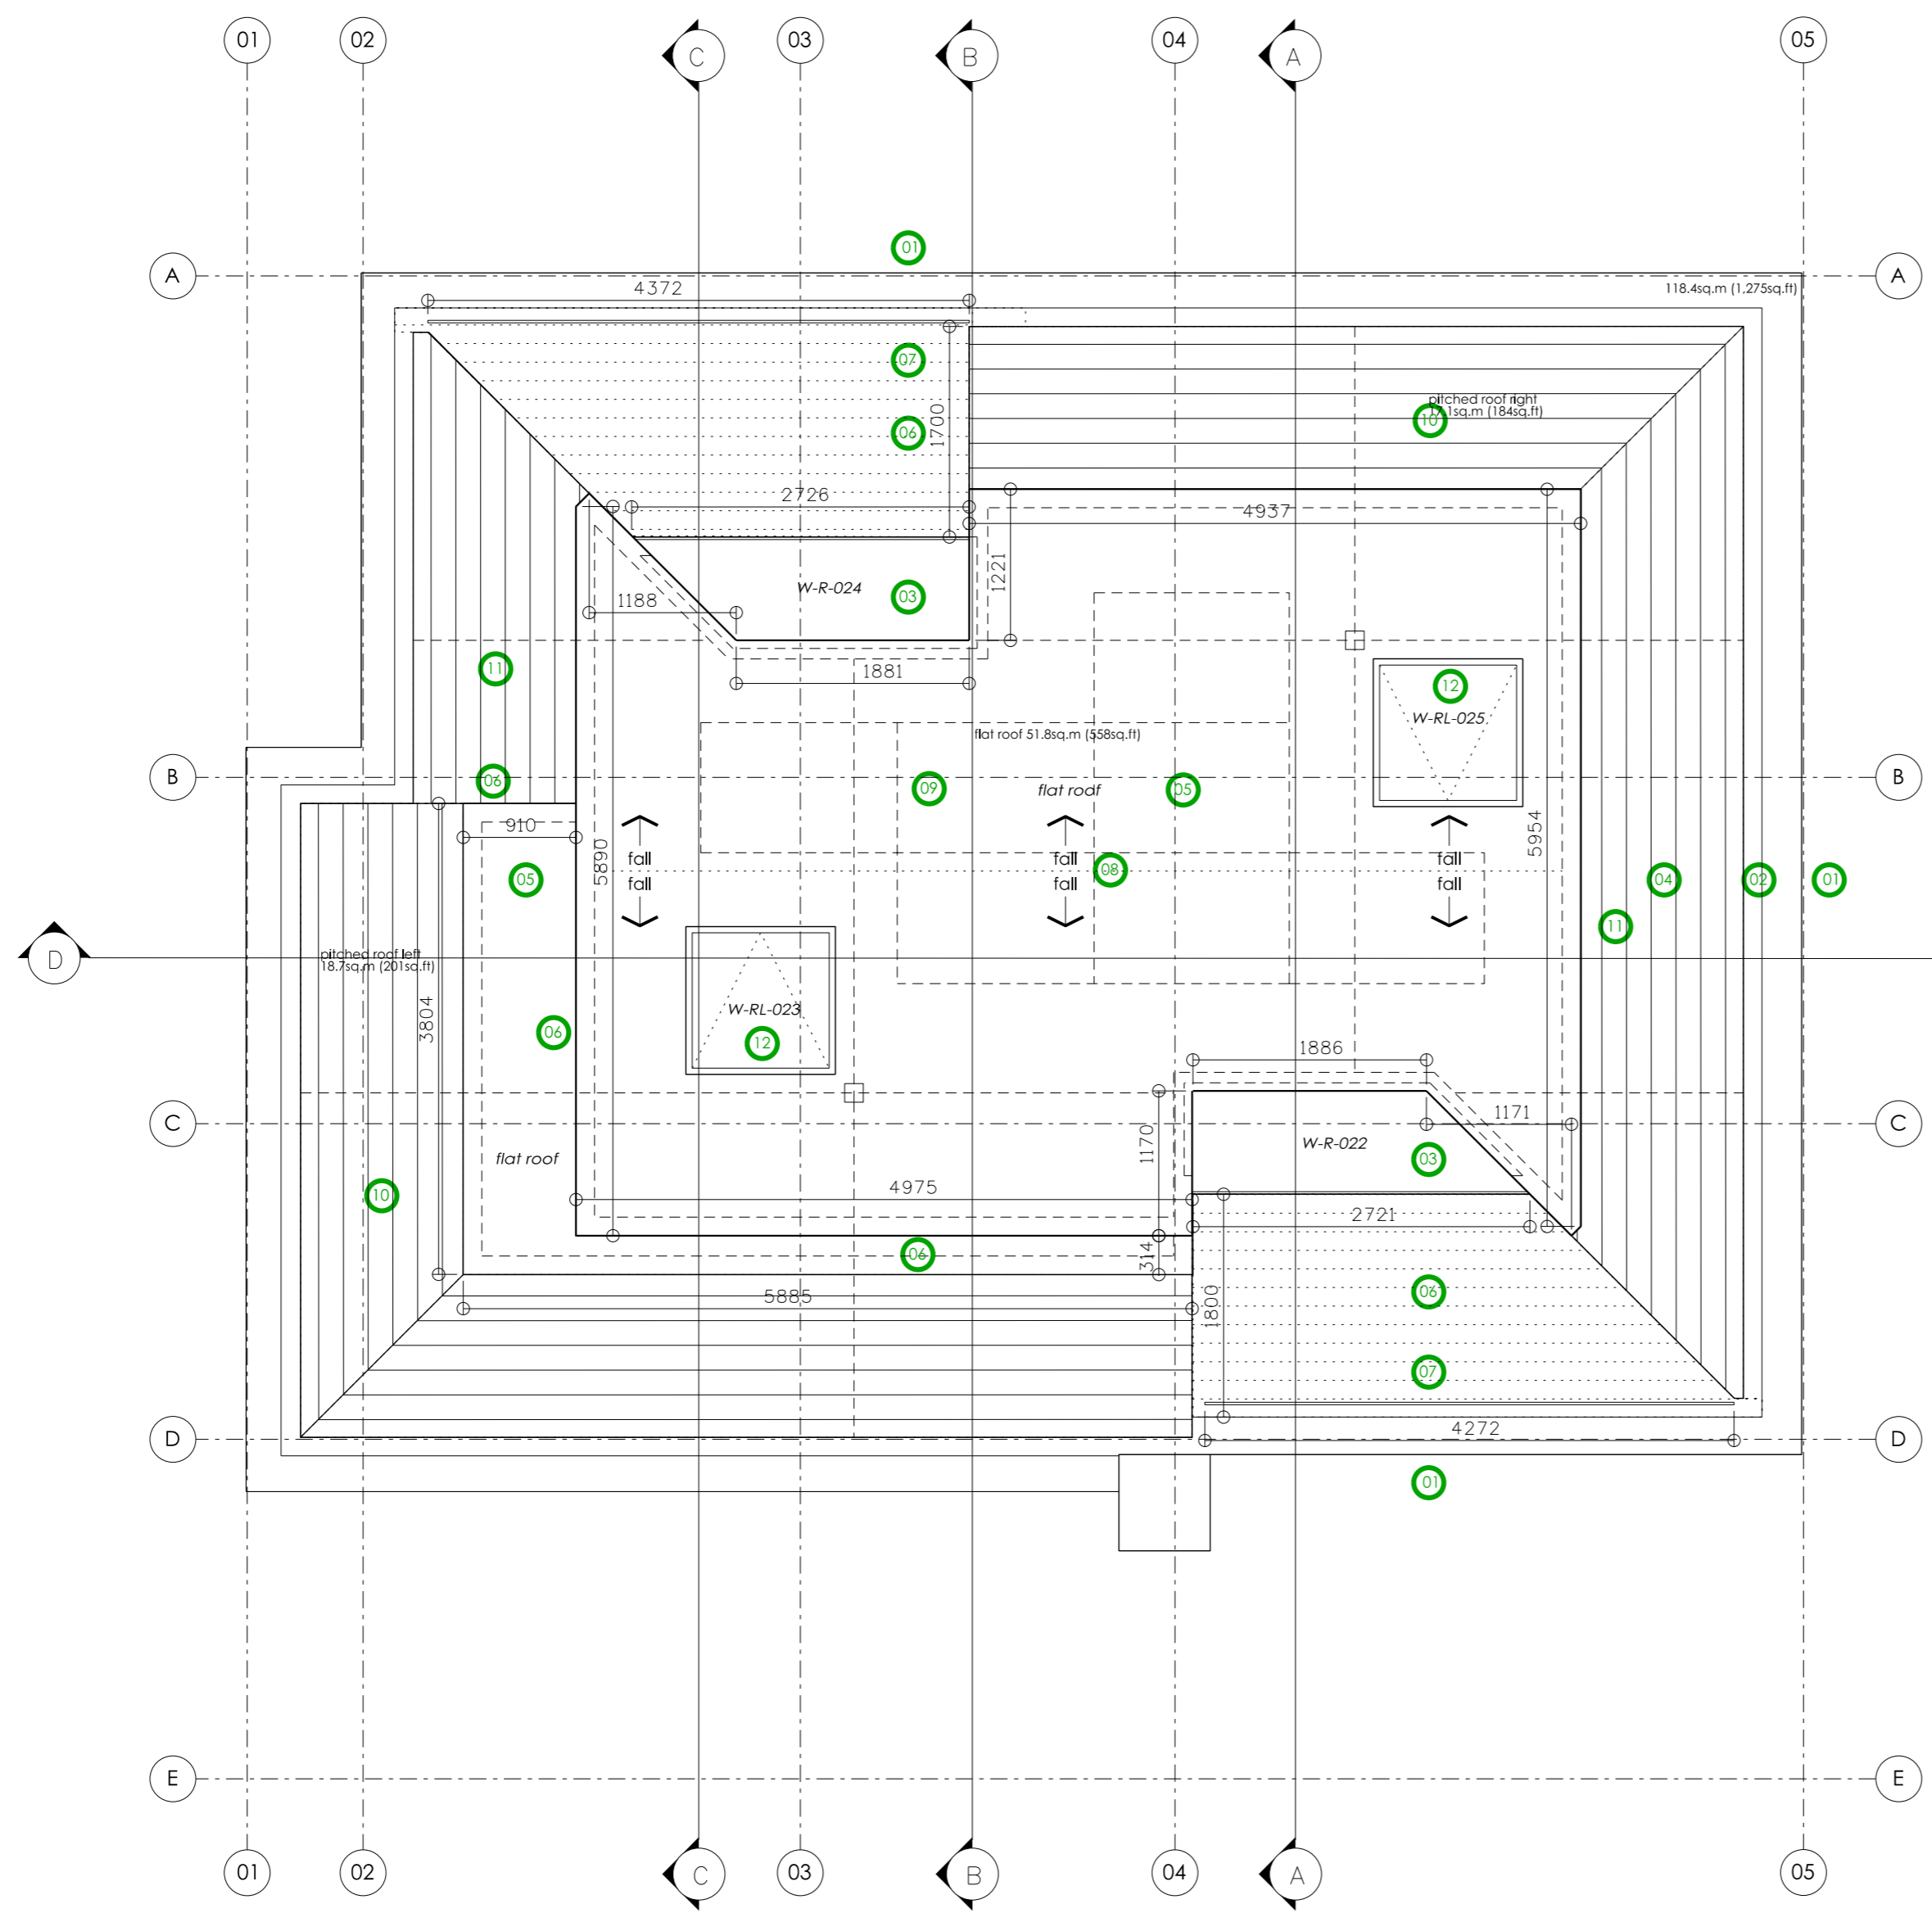 01
02
C
03
B
04
A
05
01
A
A
4372
118.4sq.m (1,275sq.ft)
07
pitched roof right
17.1sq.m (184sq.ft)
10
06
1700
2726
4937
1221
W-R-024
03
1188
11
1881
12
W-RL-025
flat roof 51.8sq.m (558sq.ft)
B
06
09
flat roof
05
B
910
5890
5954
fall
fall
fall
08
fall
fall
fall
05
04
02
01
11
D
pitched roof left
18.7sq.m (201sq.ft)
W-RL-023
3804
06
12
1886
C
1171
C
1170
W-R-022
flat roof
03
10
4975
2721
06
314
5885
1800
06
07
4272
D
D
01
E
E
01
02
C
03
B
04
A
05